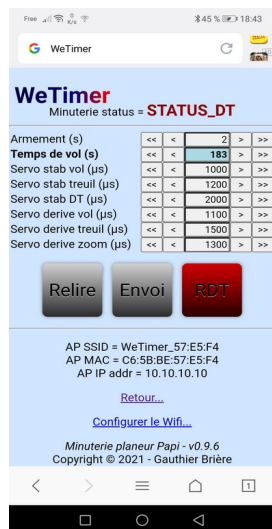 Free 0 K/s 45 % 18:43
WeTimer
WeTimer
Minuterie status = STATUS_DT
Armement (s) << < 2 > >>
Temps de vol (s) << < 183 > >>
Servo stab vol (µs) << < 1000 > >>
Servo stab treuil (µs) << < 1200 > >>
Servo stab DT (µs) << < 2000 > >>
Servo derive vol (µs) << < 1100 > >>
Servo derive treuil (µs) << < 1500 > >>
Servo derive zoom (µs) << < 1300 > >>
Relire Envoi RDT
AP SSID = WeTimer_57:E5:F4
AP MAC = C6:5B:BE:57:E5:F4
AP IP addr = 10.10.10.10
Retour...
Configurer le Wifi...
Minuterie planeur Papi - v0.9.6
Copyright © 2021 - Gauthier Brière
1